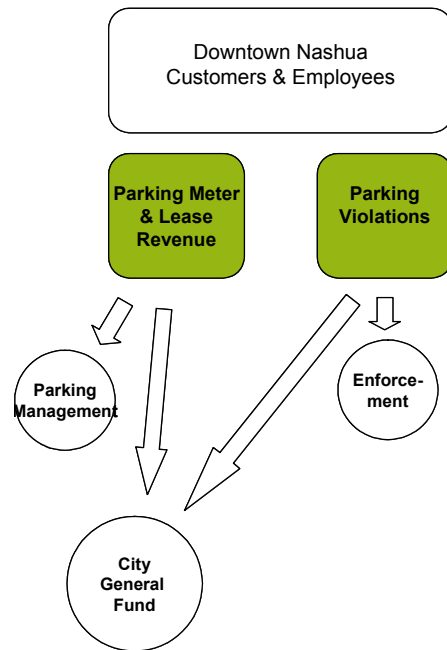 Downtown Nashua
Customers & Employees
Parking Meter
& Lease
Revenue
Parking
Violations
Parking
Management
Enforce-
ment
City
General
Fund